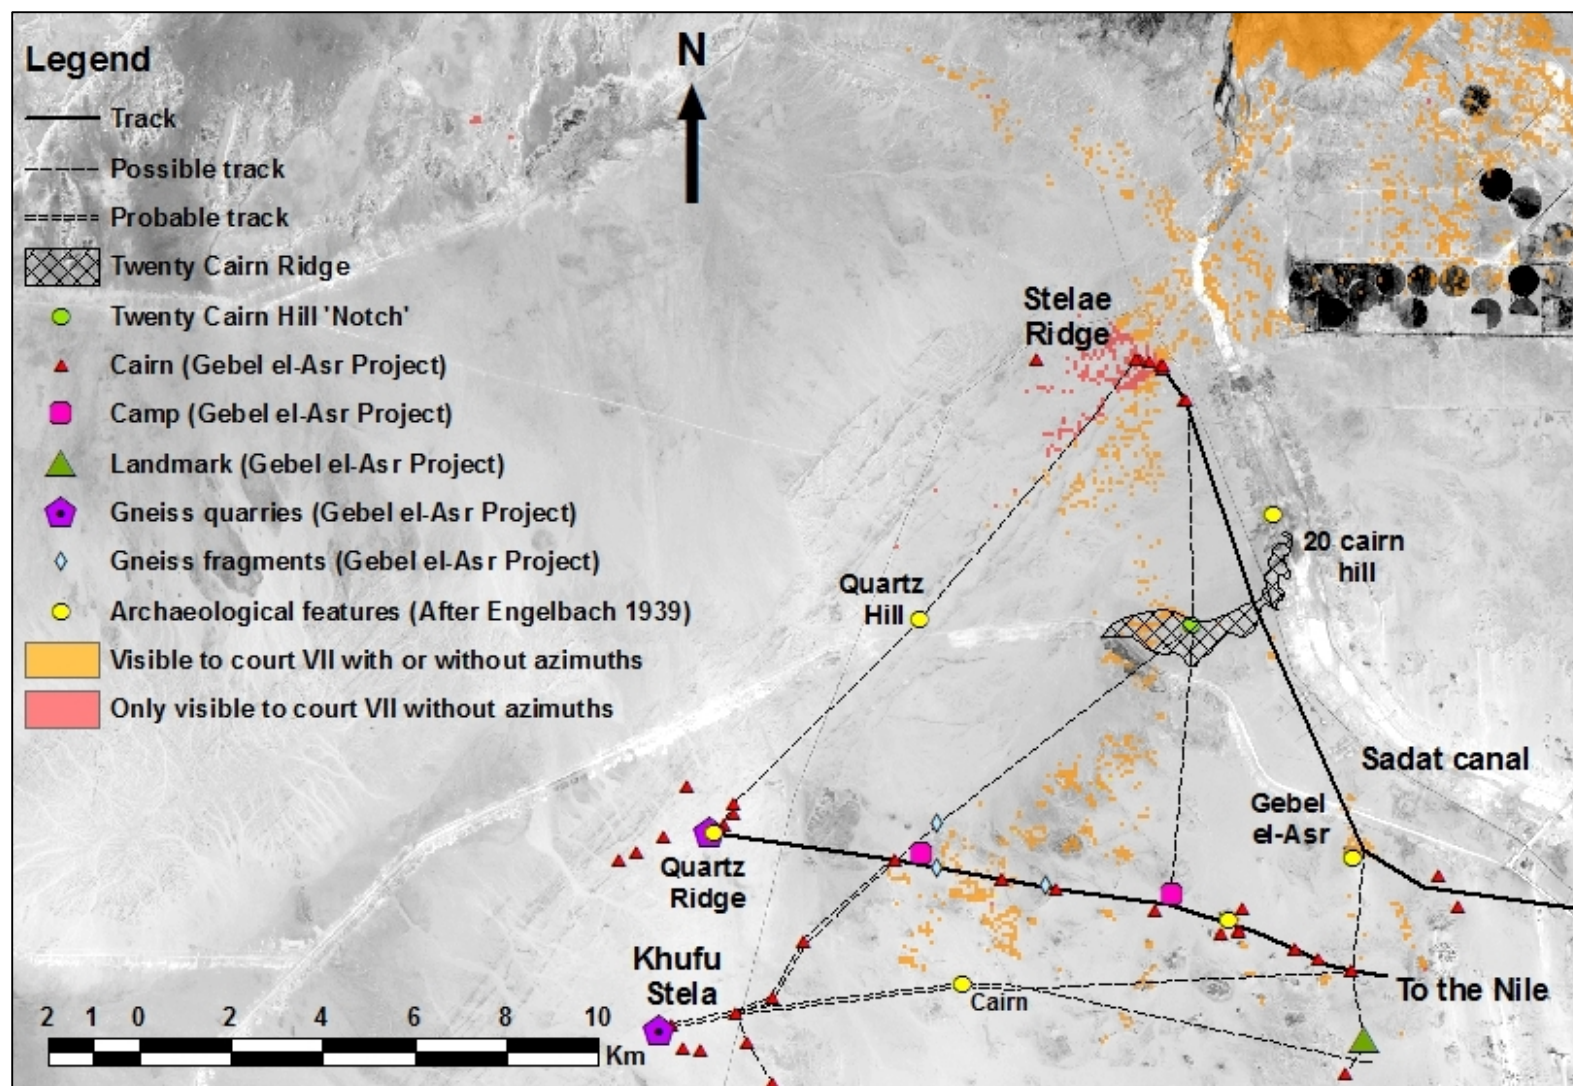 Legend
Track
Possible track
Probable track
Twenty Cairn Ridge
Twenty Cairn Hill 'Notch'
Cairn (Gebel el-Asr Project)
Camp (Gebel el-Asr Project)
Landmark (Gebel el-Asr Project)
Gneiss quarries (Gebel el-Asr Project)
Gneiss fragments (Gebel el-Asr Project)
Archaeological features (After Engelbach 1939)
Visible to court VII with or without azimuths
Only visible to court VII without azimuths
N
Stelae
Ridge
20 cairn
hill
Quartz
Hill
Sadat canal
Gebel
el-Asr
Quartz
Ridge
Khufu
Stela
Cairn
To the Nile
2 1 0 2 4 6 8 10
Km